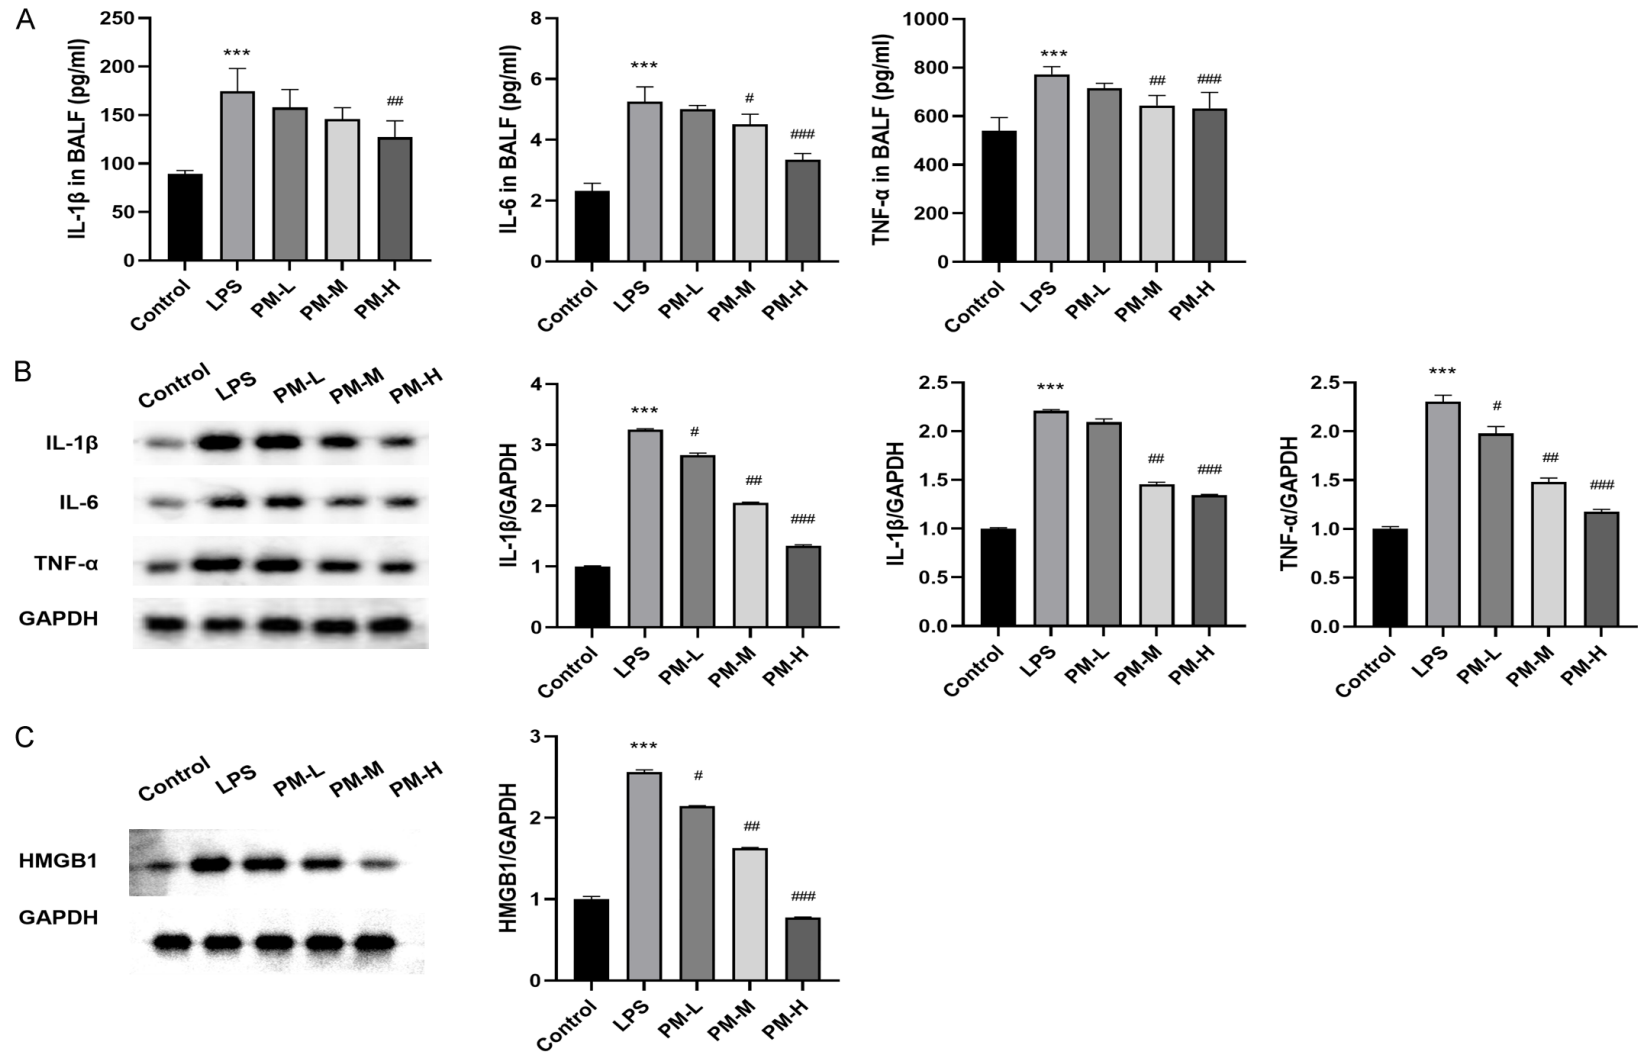 A
IL-1β in BALF (pg/ml)
250
200
150
100
50
0
***
##
Control
LPS
PM-L
PM-M
PM-H
IL-6 in BALF (pg/ml)
8
6
4
2
0
***
#
###
Control
LPS
PM-L
PM-M
PM-H
TNF-α in BALF (pg/ml)
1000
800
600
400
200
0
***
##
###
Control
LPS
PM-L
PM-M
PM-H
B
Control
LPS
PM-L
PM-M
PM-H
IL-1β
IL-6
TNF-α
GAPDH
IL-1β/GAPDH
4
3
2
1
0
***
#
##
###
Control
LPS
PM-L
PM-M
PM-H
IL-1β/GAPDH
2.5
2.0
1.5
1.0
0.5
0.0
***
##
###
Control
LPS
PM-L
PM-M
PM-H
TNF-α/GAPDH
2.5
2.0
1.5
1.0
0.5
0.0
***
#
##
###
Control
LPS
PM-L
PM-M
PM-H
C
Control
LPS
PM-L
PM-M
PM-H
HMGB1
GAPDH
HMGB1/GAPDH
3
2
1
0
***
#
##
###
Control
LPS
PM-L
PM-M
PM-H